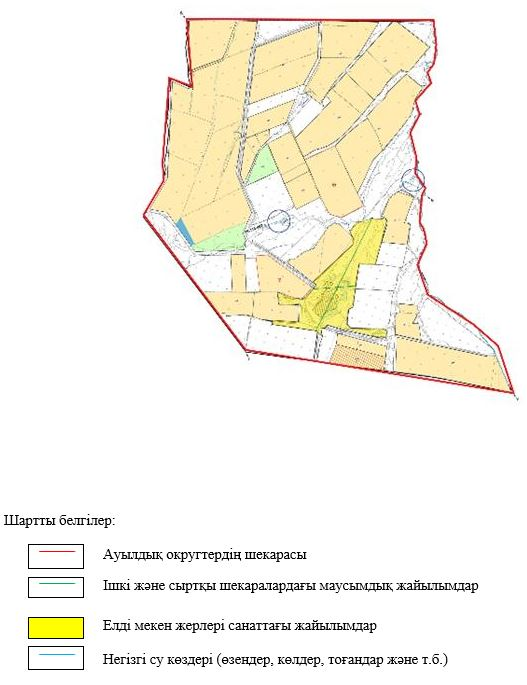 Шартты белгілер:
Ауылдық округтердің шекарасы
Ішкі және сыртқы шекаралардағы маусымдық жайылымдар
Елді мекен жерлері санаттағы жайылымдар
Негізгі су көздері (өзендер, көлдер, тоғандар және т.б.)